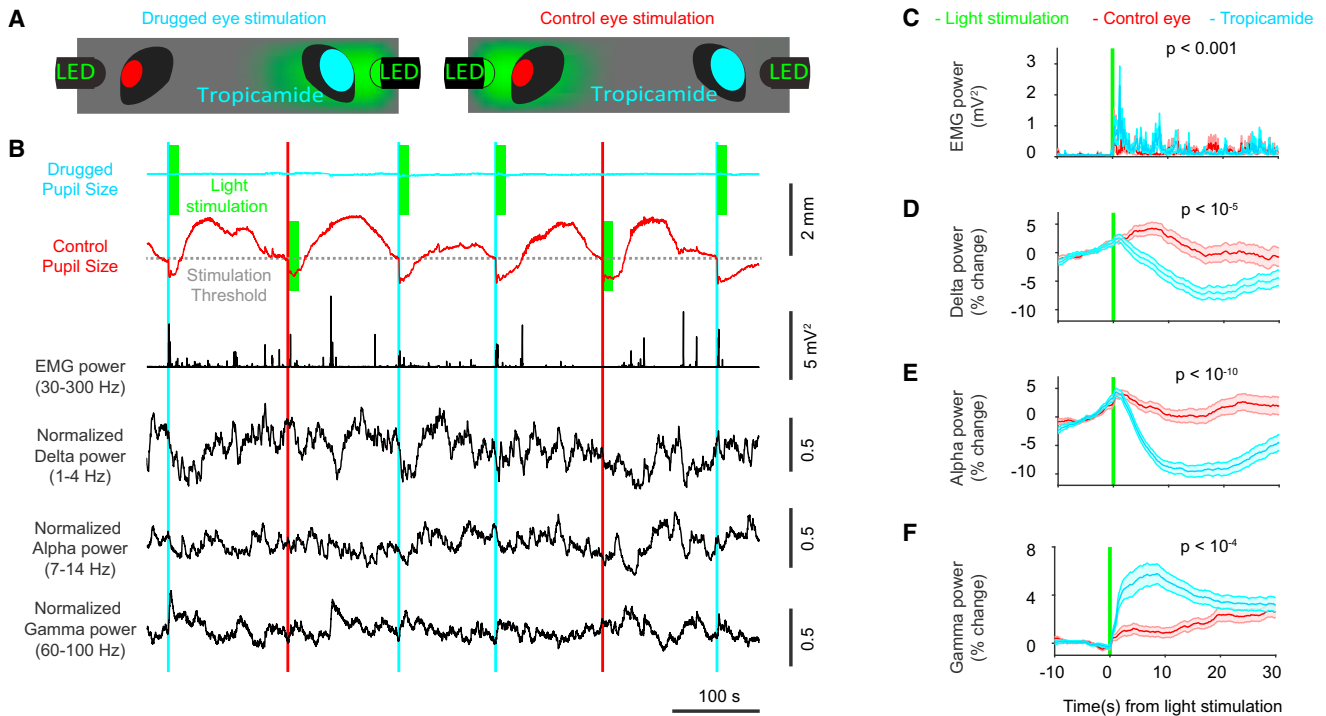 A
Drugged eye stimulation
Control eye stimulation
LED
Tropicamide
LED
LED
Tropicamide
LED
B
Drugged
Pupil Size
Light
stimulation
Control
Pupil Size
Stimulation
Threshold
2 mm
EMG power
(30-300 Hz)
5 mV²
Normalized
Delta power
(1-4 Hz)
0.5
Normalized
Alpha power
(7-14 Hz)
0.5
Normalized
Gamma power
(60-100 Hz)
0.5
100 s
C
- Light stimulation
- Control eye
- Tropicamide
p < 0.001
EMG power
(mV²)
3
2
1
0
D
p < 10⁻⁵
Delta power
(% change)
5
0
-5
-10
E
p < 10⁻¹⁰
Alpha power
(% change)
5
0
-5
-10
F
p < 10⁻⁴
Gamma power
(% change)
8
4
0
-10
0
10
20
30
Time(s) from light stimulation